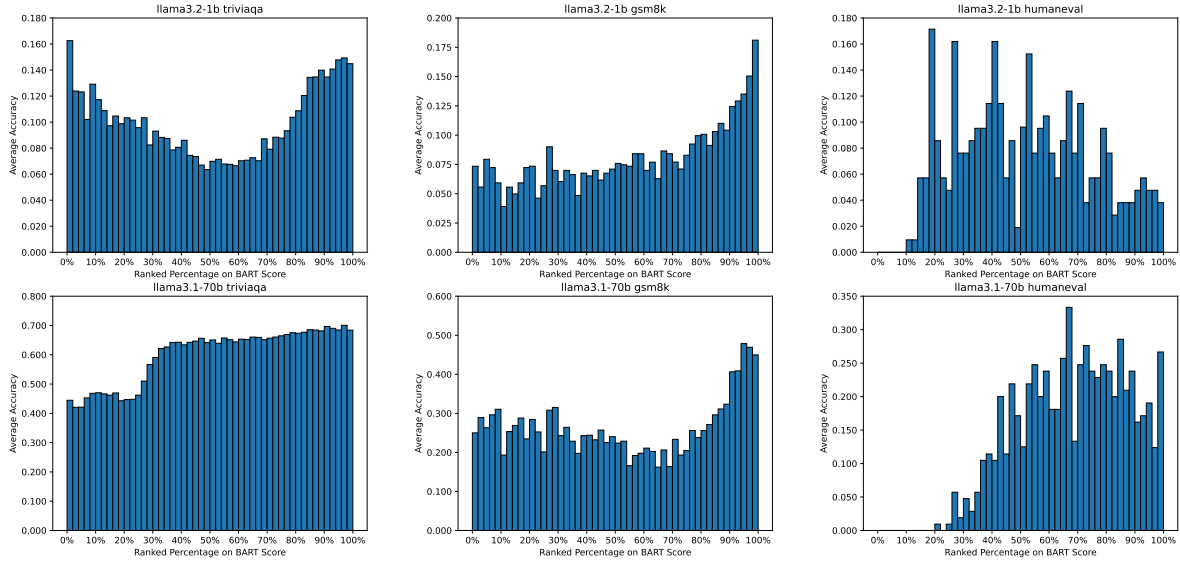 llama3.2-1b triviaqa
Average Accuracy
0.180
0.160
0.140
0.120
0.100
0.080
0.060
0.040
0.020
0.000
0% 10% 20% 30% 40% 50% 60% 70% 80% 90% 100%
Ranked Percentage on BART Score
llama3.2-1b gsm8k
Average Accuracy
0.200
0.175
0.150
0.125
0.100
0.075
0.050
0.025
0.000
0% 10% 20% 30% 40% 50% 60% 70% 80% 90% 100%
Ranked Percentage on BART Score
llama3.2-1b humaneval
Average Accuracy
0.180
0.160
0.140
0.120
0.100
0.080
0.060
0.040
0.020
0.000
0% 10% 20% 30% 40% 50% 60% 70% 80% 90% 100%
Ranked Percentage on BART Score
llama3.1-70b triviaqa
Average Accuracy
0.800
0.700
0.600
0.500
0.400
0.300
0.200
0.100
0.000
0% 10% 20% 30% 40% 50% 60% 70% 80% 90% 100%
Ranked Percentage on BART Score
llama3.1-70b gsm8k
Average Accuracy
0.600
0.500
0.400
0.300
0.200
0.100
0.000
0% 10% 20% 30% 40% 50% 60% 70% 80% 90% 100%
Ranked Percentage on BART Score
llama3.1-70b humaneval
Average Accuracy
0.350
0.300
0.250
0.200
0.150
0.100
0.050
0.000
0% 10% 20% 30% 40% 50% 60% 70% 80% 90% 100%
Ranked Percentage on BART Score